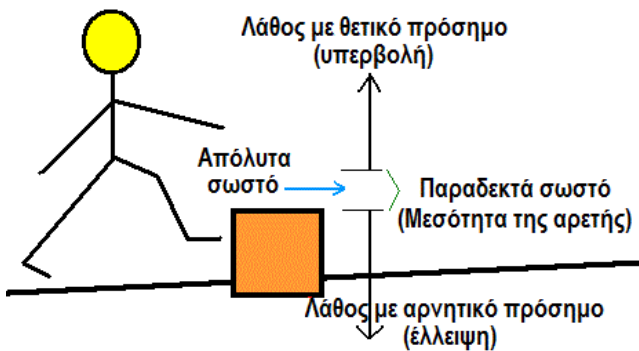 Λάθος με θετικό πρόσημο
(υπερβολή)
Απόλυτα
σωστό
Παραδεκτά σωστό
(Μεσότητα της αρετής)
Λάθος με αρνητικό πρόσημο
(έλλειψη)